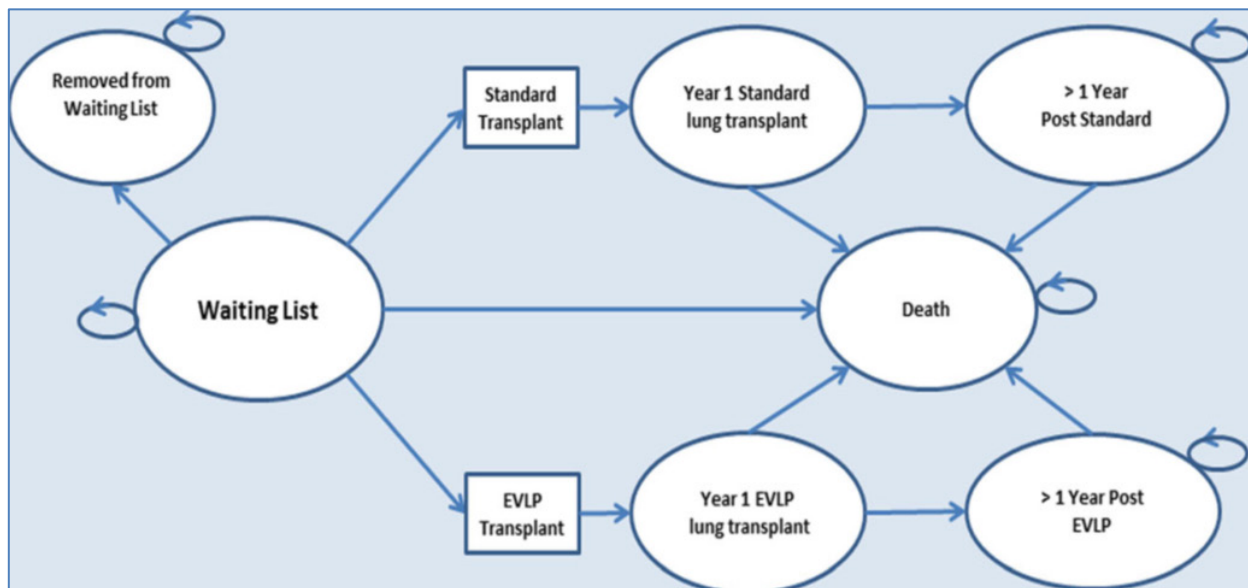 Removed from
Waiting List
Standard
Transplant
Year 1 Standard
lung transplant
> 1 Year
Post Standard
Waiting List
Death
EVLP
Transplant
Year 1 EVLP
lung transplant
> 1 Year Post
EVLP